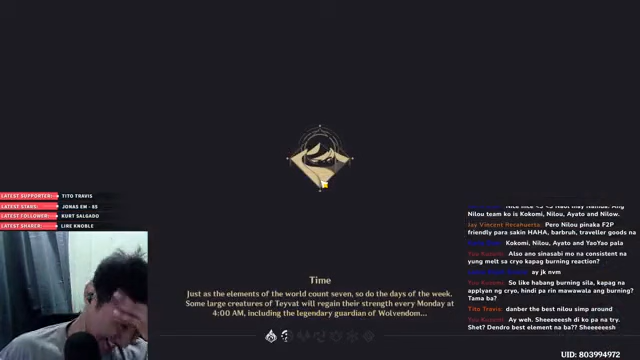 LATEST SUPPORTER: TITO TRAVIS
LATEST STARS: JONAS EM - 85
LATEST FOLLOWER: KURT SALGADO
LATEST SHARER: LIRE KNOBLE
Time
Just as the elements of the world count seven, so do the days of the week.
Some large creatures of Teyvat will regain their strength every Monday at
4:00 AM, including the legendary guardian of Wolvendom...
Nilou team ko is Kokomi, Nilou, Ayato and Nilow.
Pero Nilou pinaka F2P
friendly para sakin HAHA, barbruh, traveller goods na
Kokomi, Nilou, Ayato and YaoYao pala
Also ano sinasabi mo na consistent na
yung melt sa cryo kapag burning reaction?
ay jk nvm
So like habang burning sila, kapag na
applyan ng cryo, hindi pa rin mawawala ang burning?
Tama ba?
Tito Travis: danber the best nilou simp around
Ay weh. Sheeeeeesh di ko pa na try.
Shet? Dendro best element na ba?? Sheeeeeesh
UID: 803994972